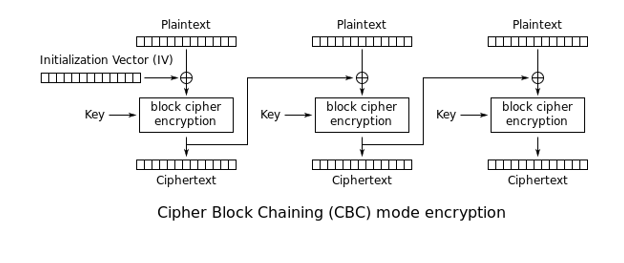 Plaintext
Plaintext
Plaintext
Initialization Vector (IV)
Key
block cipher
encryption
Key
block cipher
encryption
Key
block cipher
encryption
Ciphertext
Ciphertext
Ciphertext
Cipher Block Chaining (CBC) mode encryption